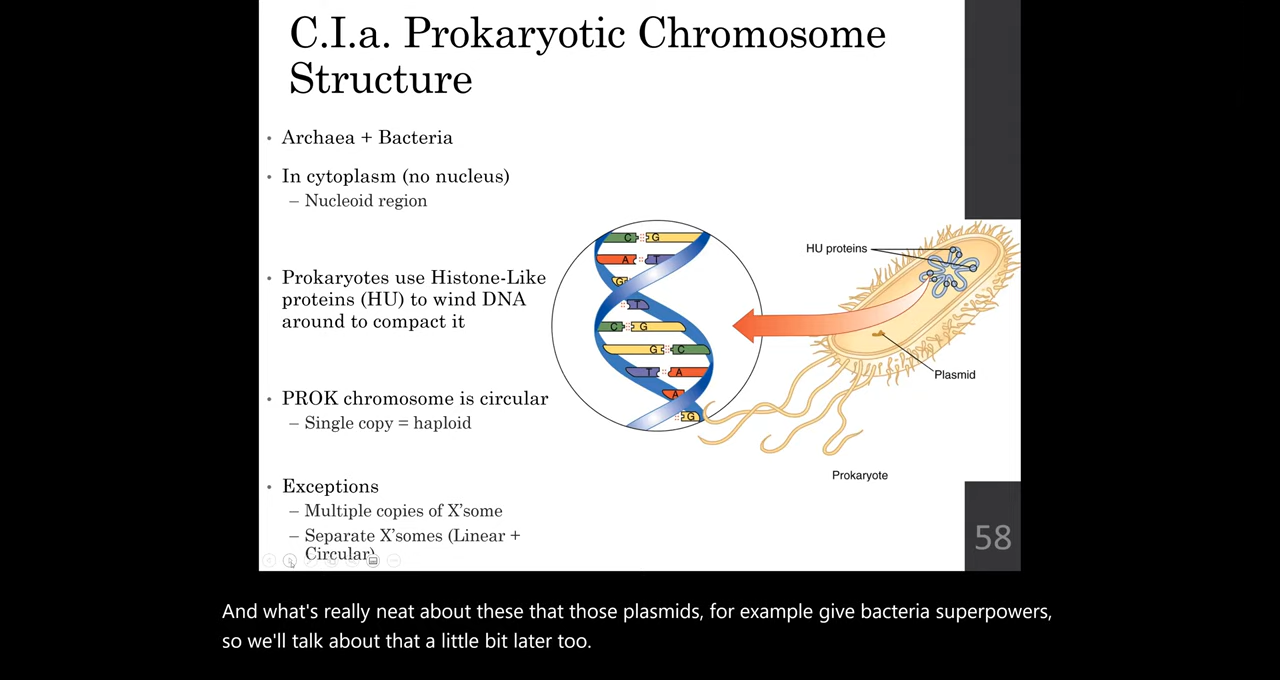 C.I.a. Prokaryotic Chromosome
Structure
• Archaea + Bacteria
• In cytoplasm (no nucleus)
– Nucleoid region
• Prokaryotes use Histone-Like
proteins (HU) to wind DNA
around to compact it
• PROK chromosome is circular
– Single copy = haploid
• Exceptions
– Multiple copies of X'some
– Separate X'somes (Linear +
Circular)
C G
A T
G
T
C G
G C
T A
A
G
HU proteins
Plasmid
Prokaryote
58
And what's really neat about these that those plasmids, for example give bacteria superpowers,
so we'll talk about that a little bit later too.